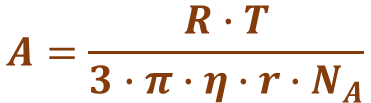 A = R · T / 3 · π · η · r · N_A